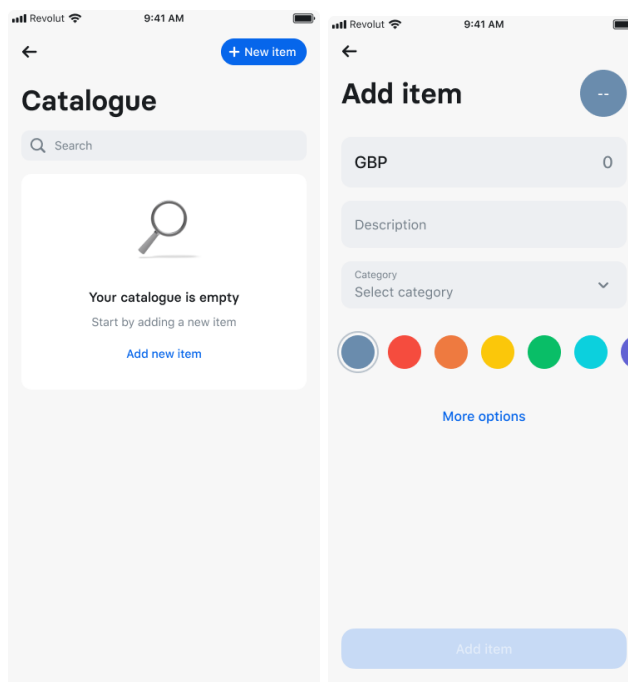 Revolut 9:41 AM
+ New item
Catalogue
Search
Your catalogue is empty
Start by adding a new item
Add new item
Revolut 9:41 AM
Add item
--
GBP 0
Description
Category
Select category
More options
Add item